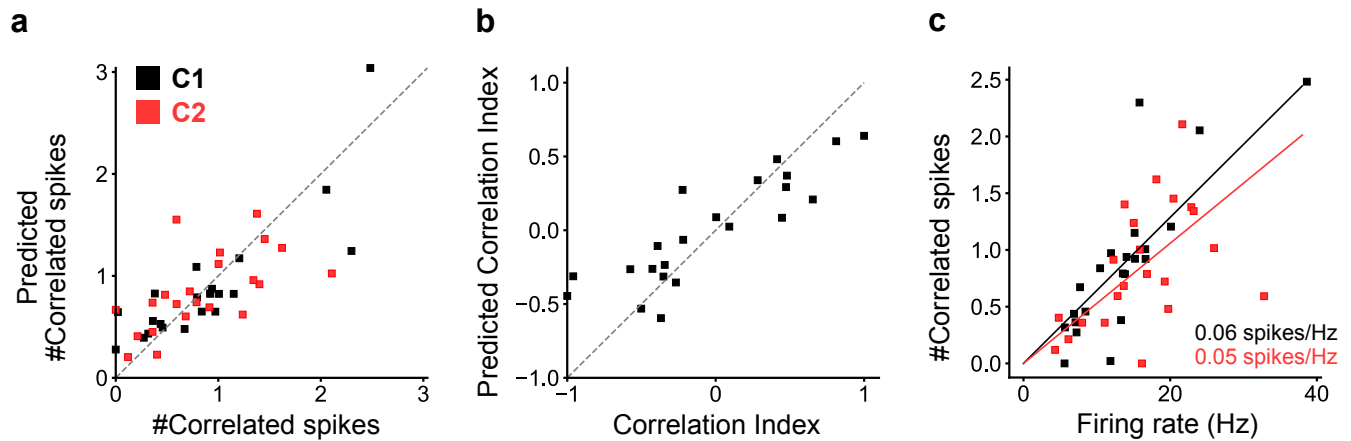 a
Predicted
#Correlated spikes
3
2
1
0
C1
C2
0
1
2
3
#Correlated spikes
b
Predicted Correlation Index
1.0
0.5
0.0
−0.5
−1.0
−1
0
1
Correlation Index
c
#Correlated spikes
2.5
2.0
1.5
1.0
0.5
0.0
0.06 spikes/Hz
0.05 spikes/Hz
0
20
40
Firing rate (Hz)